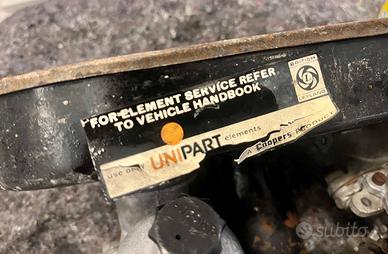 FOR ELEMENT SERVICE REFER
TO VEHICLE HANDBOOK
BRITISH
LEYLAND
USE ONLY UNIPART elements
A Coopers PRODUCT
subito